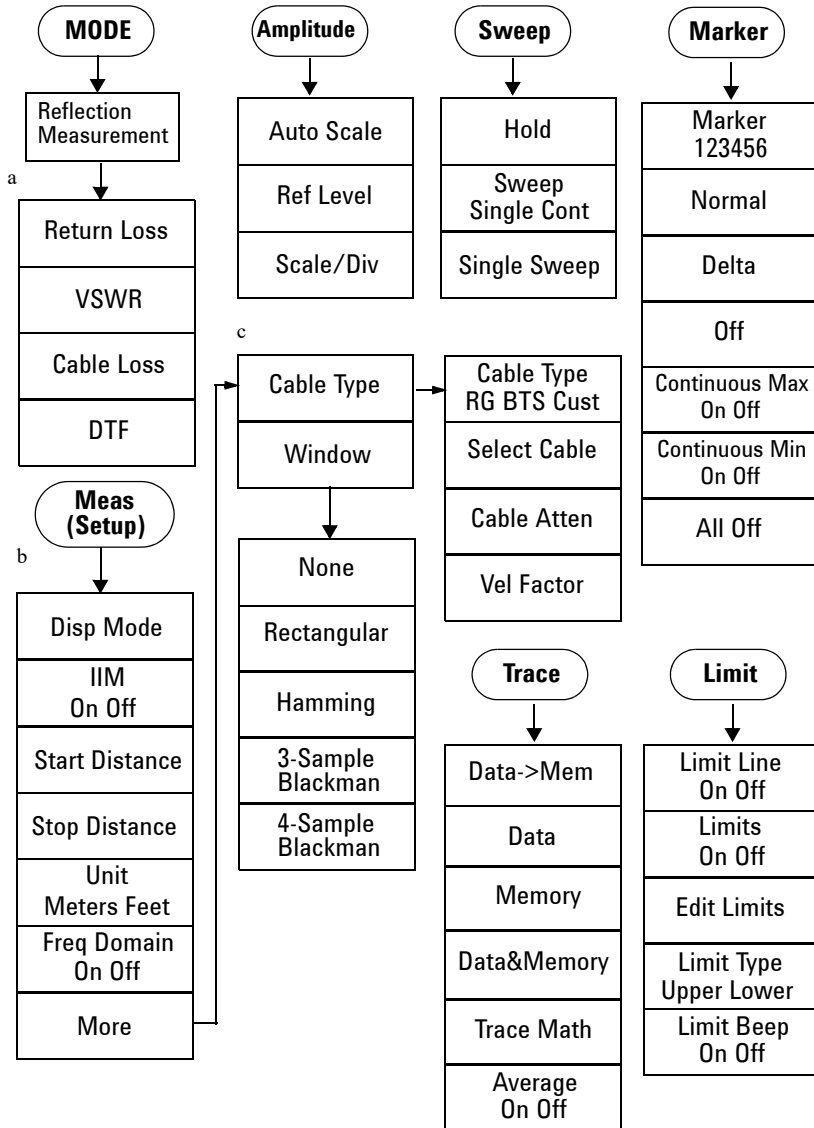 MODE
Reflection
Measurement
a
Return Loss
VSWR
Cable Loss
DTF
Meas
(Setup)
b
Disp Mode
IIM
On Off
Start Distance
Stop Distance
Unit
Meters Feet
Freq Domain
On Off
More
Amplitude
Auto Scale
Ref Level
Scale/Div
c
Cable Type
Window
None
Rectangular
Hamming
3-Sample
Blackman
4-Sample
Blackman
Sweep
Hold
Sweep
Single Cont
Single Sweep
Cable Type
RG BTS Cust
Select Cable
Cable Atten
Vel Factor
Trace
Data->Mem
Data
Memory
Data&Memory
Trace Math
Average
On Off
Marker
Marker
123456
Normal
Delta
Off
Continuous Max
On Off
Continuous Min
On Off
All Off
Limit
Limit Line
On Off
Limits
On Off
Edit Limits
Limit Type
Upper Lower
Limit Beep
On Off